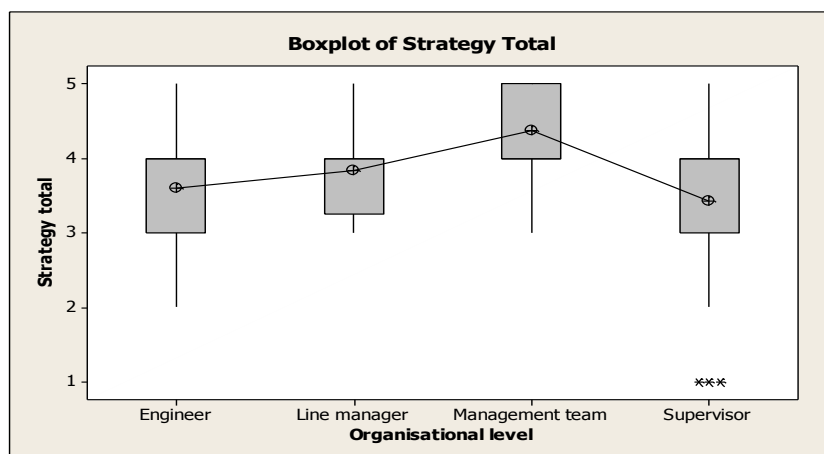 Boxplot of Strategy Total
5
4
3
2
1
Strategy total
Engineer Line manager Management team Supervisor
Organisational level